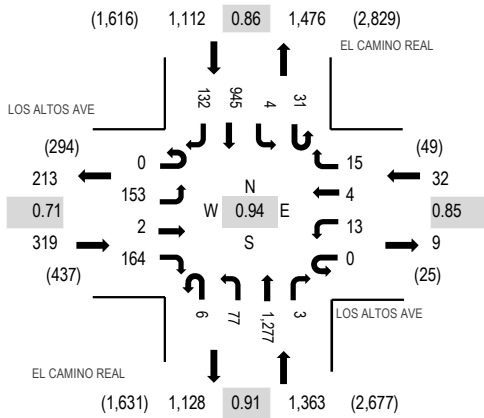 (1,616) 1,112 0.86 1,476 (2,829)
EL CAMINO REAL
132 945 4 31
LOS ALTOS AVE
(294) (49)
213 0 15 32
153 N 4
0.71 W 0.94 E 0.85
2 S 13
319 164 0 9
(437) (25)
6 77 1,277 3
LOS ALTOS AVE
EL CAMINO REAL
(1,631) 1,128 0.91 1,363 (2,677)